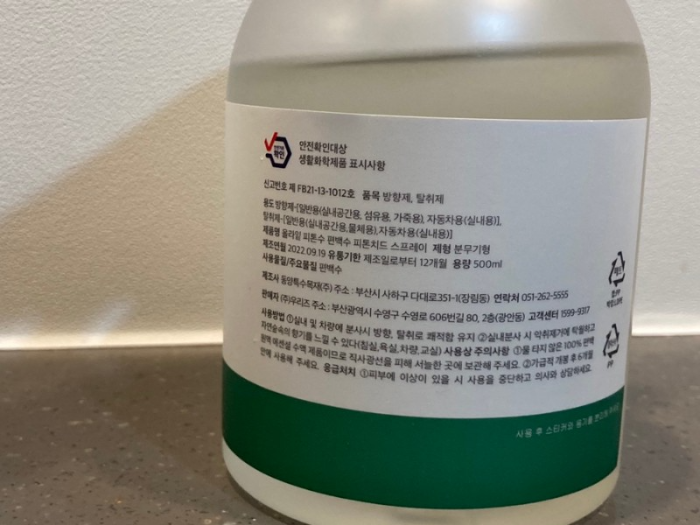 확인
안전확인대상
생활화학제품 표시사항
신고번호 제 FB21-13-1012호 품목 방향제, 탈취제
용도 방향제-[일반용(실내공간용, 섬유용, 가죽용), 자동차용(실내용)],
탈취제-[일반용(실내공간용,물체용),자동차용(실내용)]
제품명 올라잍 피톤수 편백수 피톤치드 스프레이 제형 분무기형
제조연월 2022.09.19 유통기한 제조일로부터 12개월 용량 500ml
사용물질/주요물질 편백수
제조사 동양특수목재(주) 주소 : 부산시 사하구 다대로351-1(장림동) 연락처 051-262-5555
판매자 (주)우리즈 주소 : 부산광역시 수영구 수영로 606번길 80, 2층(광안동) 고객센터 1599-9317
사용방법 ①실내 및 차량에 분사시 방향, 탈취로 쾌적함 유지 ②실내분사 시 악취제거에 탁월하고
자연숲속의 향기를 느낄 수 있다(침실,욕실,차량,교실) 사용상 주의사항 ①물 타지 않은 100% 편백
원액 에센셜 수액 제품이므로 직사광선을 피해 서늘한 곳에 보관해 주세요. ②가급적 개봉 후 6개월
안에 사용해 주세요. 응급처치 ①피부에 이상이 있을 시 사용을 중단하고 의사와 상담하세요.
사용 후 스티커와 용기를 분리해